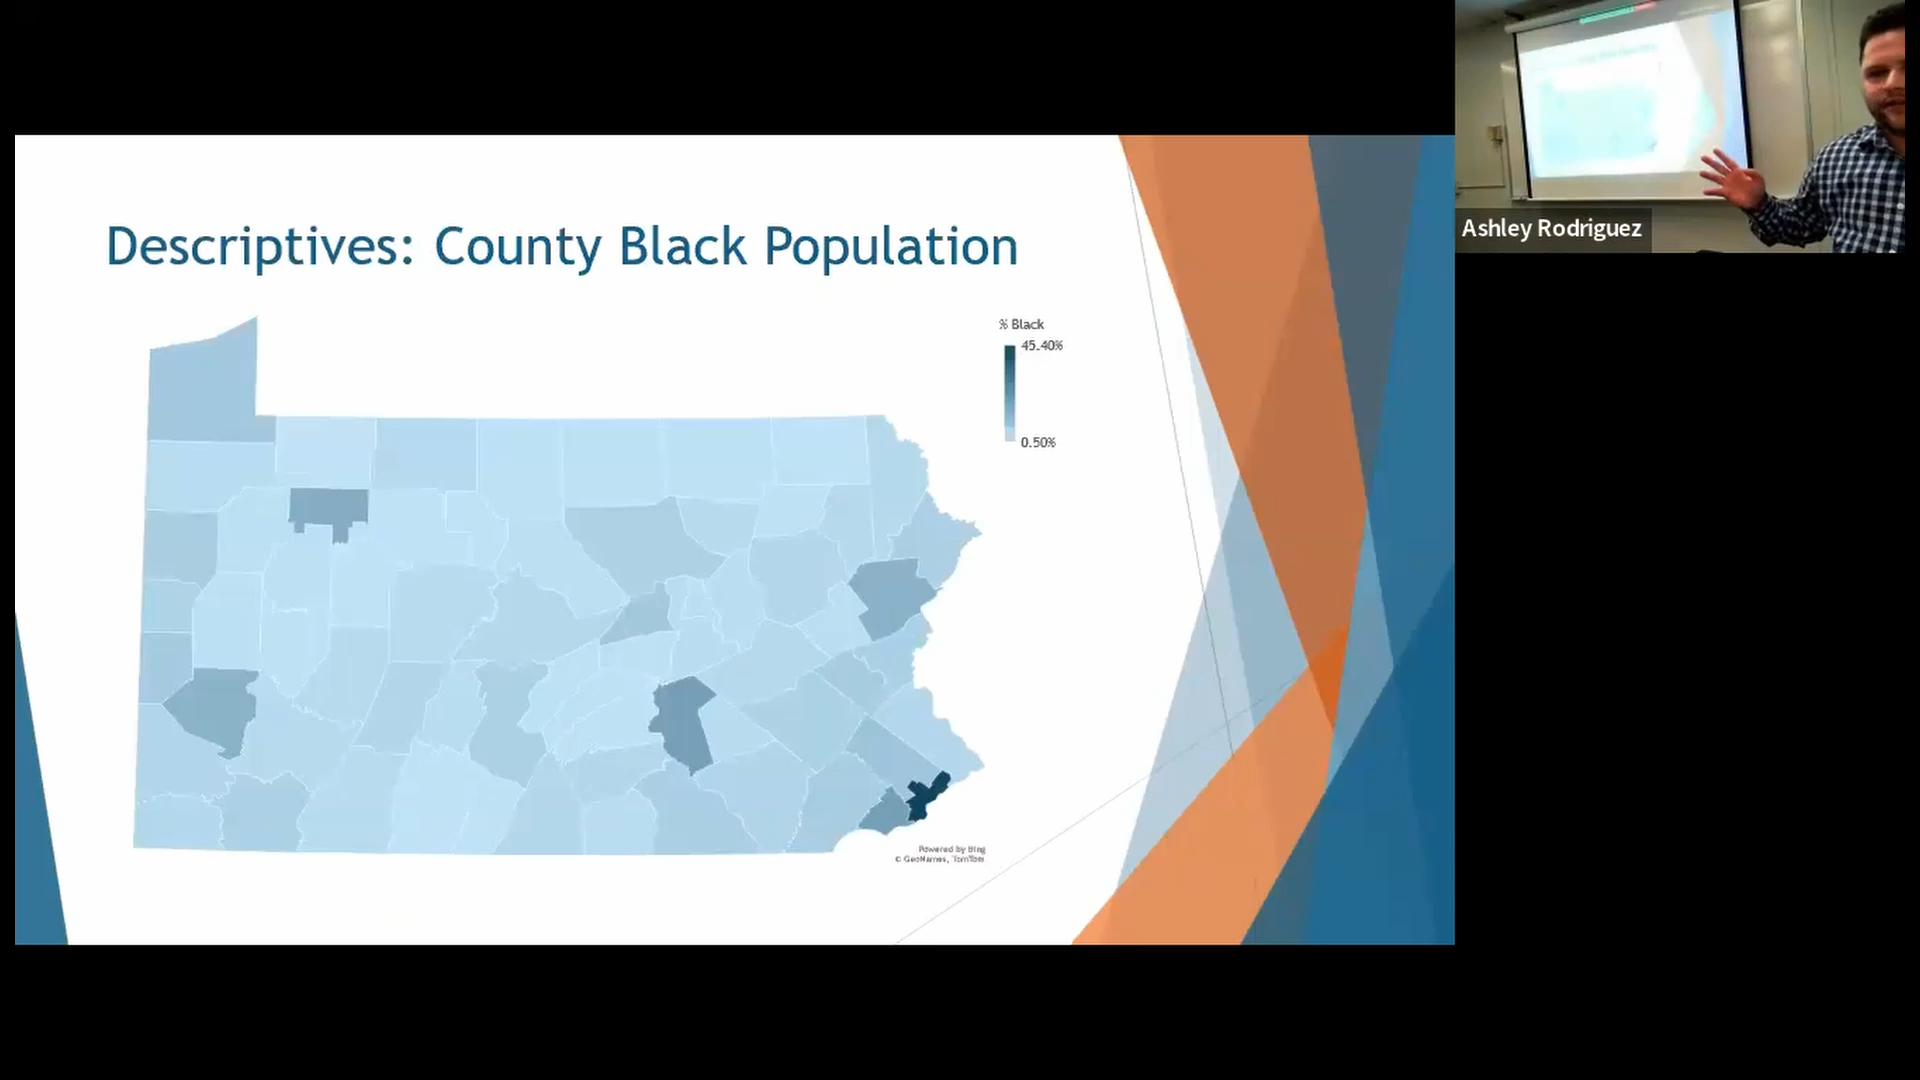 Descriptives: County Black Population
% Black
45.40%
0.50%
Powered by Bing
© GeoNames, TomTom
Ashley Rodriguez